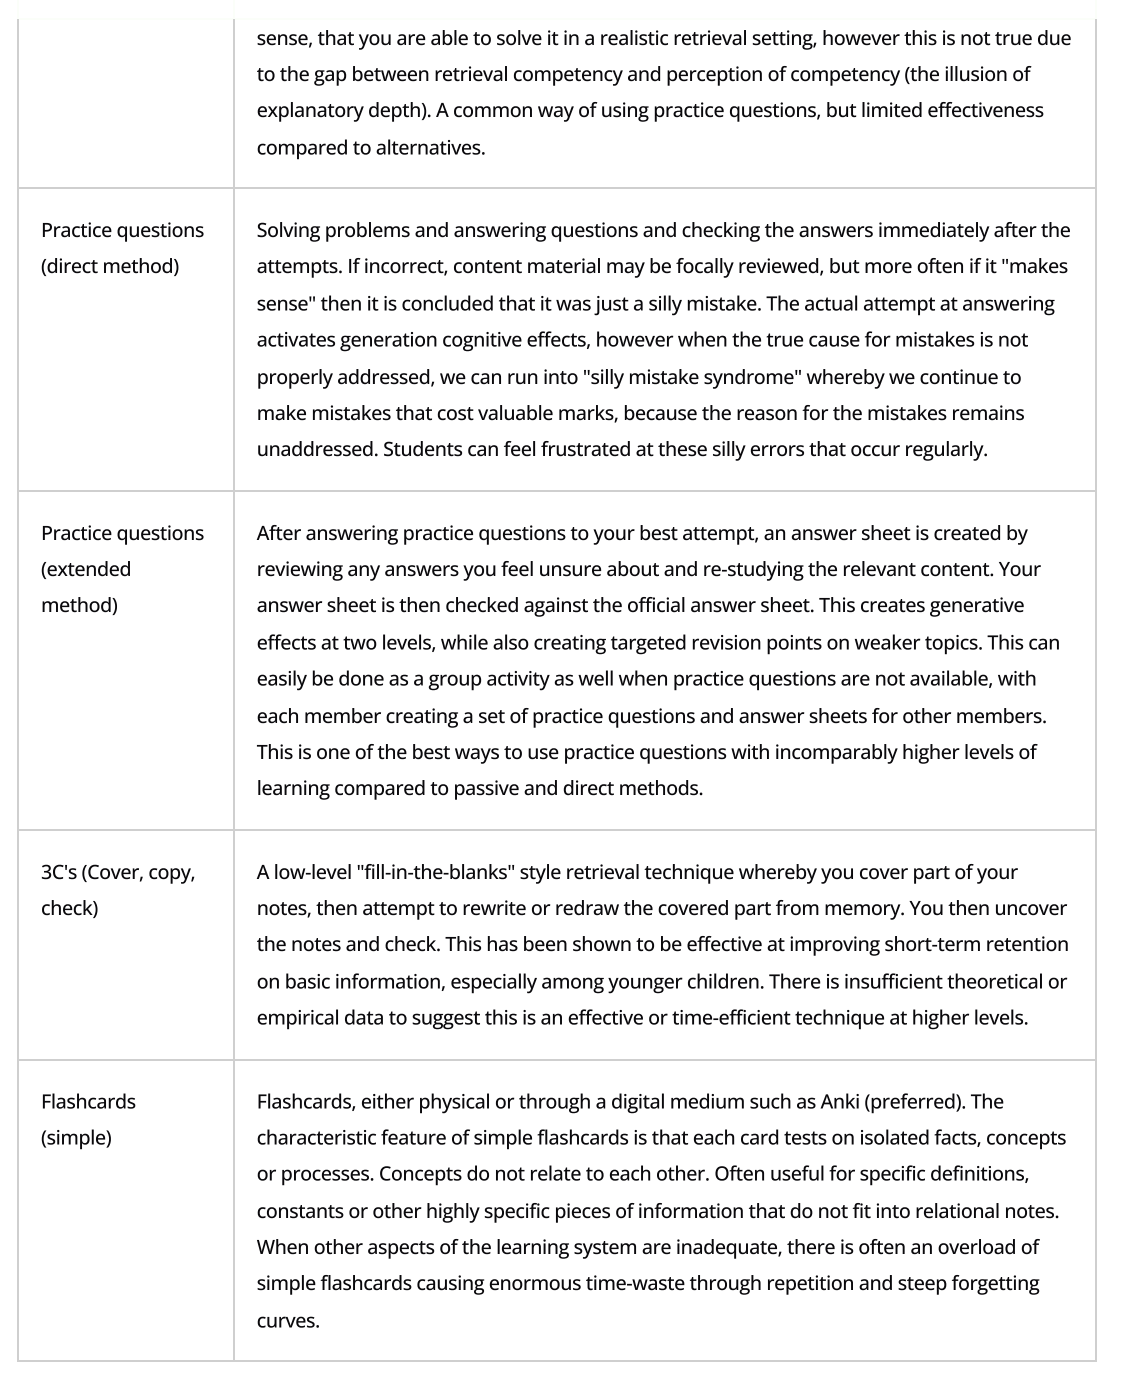 sense, that you are able to solve it in a realistic retrieval setting, however this is not true due
to the gap between retrieval competency and perception of competency (the illusion of
explanatory depth). A common way of using practice questions, but limited effectiveness
compared to alternatives.
Practice questions
(direct method)
Solving problems and answering questions and checking the answers immediately after the
attempts. If incorrect, content material may be focally reviewed, but more often if it "makes
sense" then it is concluded that it was just a silly mistake. The actual attempt at answering
activates generation cognitive effects, however when the true cause for mistakes is not
properly addressed, we can run into "silly mistake syndrome" whereby we continue to
make mistakes that cost valuable marks, because the reason for the mistakes remains
unaddressed. Students can feel frustrated at these silly errors that occur regularly.
Practice questions
(extended
method)
After answering practice questions to your best attempt, an answer sheet is created by
reviewing any answers you feel unsure about and re-studying the relevant content. Your
answer sheet is then checked against the official answer sheet. This creates generative
effects at two levels, while also creating targeted revision points on weaker topics. This can
easily be done as a group activity as well when practice questions are not available, with
each member creating a set of practice questions and answer sheets for other members.
This is one of the best ways to use practice questions with incomparably higher levels of
learning compared to passive and direct methods.
3C's (Cover, copy,
check)
A low-level "fill-in-the-blanks" style retrieval technique whereby you cover part of your
notes, then attempt to rewrite or redraw the covered part from memory. You then uncover
the notes and check. This has been shown to be effective at improving short-term retention
on basic information, especially among younger children. There is insufficient theoretical or
empirical data to suggest this is an effective or time-efficient technique at higher levels.
Flashcards
(simple)
Flashcards, either physical or through a digital medium such as Anki (preferred). The
characteristic feature of simple flashcards is that each card tests on isolated facts, concepts
or processes. Concepts do not relate to each other. Often useful for specific definitions,
constants or other highly specific pieces of information that do not fit into relational notes.
When other aspects of the learning system are inadequate, there is often an overload of
simple flashcards causing enormous time-waste through repetition and steep forgetting
curves.